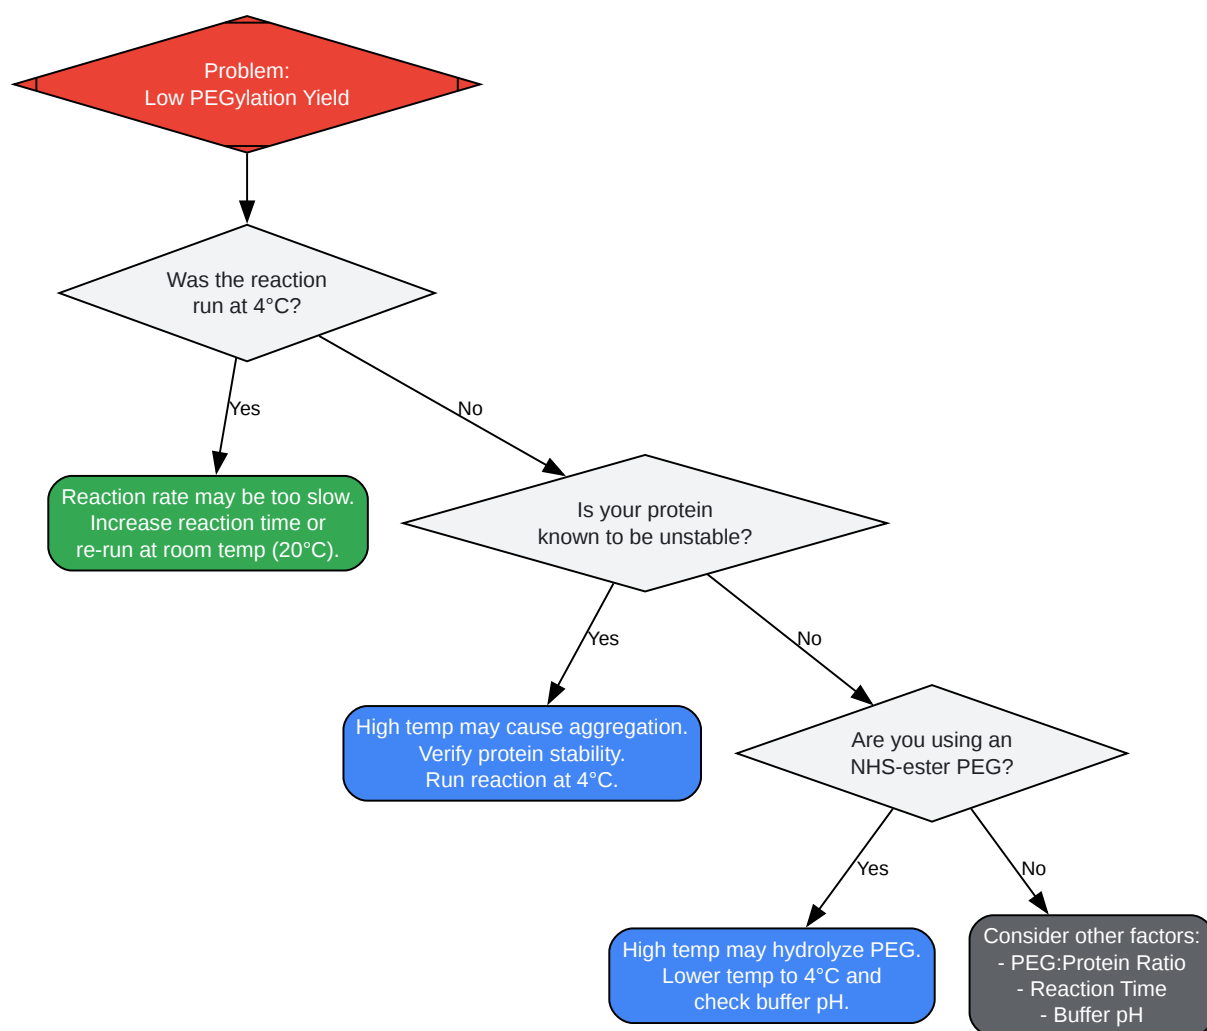 Problem:
Low PEGylation Yield
Was the reaction
run at 4°C?
Yes
No
Reaction rate may be too slow.
Increase reaction time or
re-run at room temp (20°C).
Is your protein
known to be unstable?
Yes
No
High temp may cause aggregation.
Verify protein stability.
Run reaction at 4°C.
Are you using an
NHS-ester PEG?
Yes
No
High temp may hydrolyze PEG.
Lower temp to 4°C and
check buffer pH.
Consider other factors:
- PEG:Protein Ratio
- Reaction Time
- Buffer pH